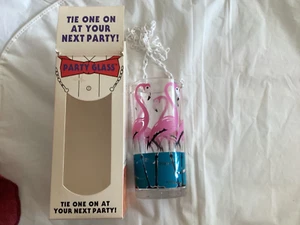 TIE ONE ON
AT YOUR
NEXT PARTY!
PARTY GLASS
TIE ONE ON AT
YOUR NEXT PARTY!